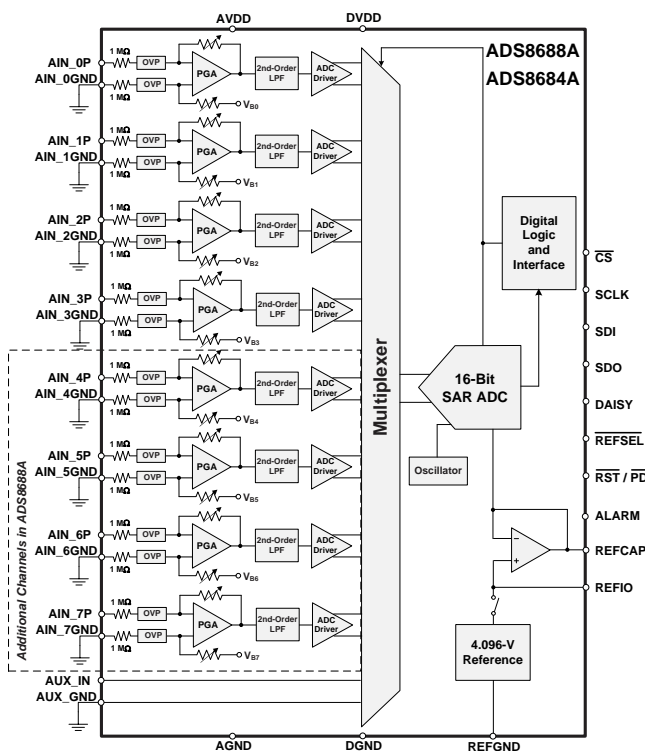 AVDD
DVDD
ADS8688A
ADS8684A
AIN_0P
1 MΩ
OVP
PGA
2nd-Order
LPF
ADC
Driver
AIN_0GND
1 MΩ
OVP
VB0
AIN_1P
1 MΩ
OVP
PGA
2nd-Order
LPF
ADC
Driver
AIN_1GND
1 MΩ
OVP
VB1
AIN_2P
1 MΩ
OVP
PGA
2nd-Order
LPF
ADC
Driver
AIN_2GND
1 MΩ
OVP
VB2
AIN_3P
1 MΩ
OVP
PGA
2nd-Order
LPF
ADC
Driver
AIN_3GND
1 MΩ
OVP
VB3
Additional Channels in ADS8688A
AIN_4P
1 MΩ
OVP
PGA
2nd-Order
LPF
ADC
Driver
AIN_4GND
1 MΩ
OVP
VB4
AIN_5P
1 MΩ
OVP
PGA
2nd-Order
LPF
ADC
Driver
AIN_5GND
1 MΩ
OVP
VB5
AIN_6P
1 MΩ
OVP
PGA
2nd-Order
LPF
ADC
Driver
AIN_6GND
1 MΩ
OVP
VB6
AIN_7P
1 MΩ
OVP
PGA
2nd-Order
LPF
ADC
Driver
AIN_7GND
1 MΩ
OVP
VB7
AUX_IN
AUX_GND
Multiplexer
Digital
Logic
and
Interface
16-Bit
SAR ADC
Oscillator
4.096-V
Reference
CS
SCLK
SDI
SDO
DAISY
REFSEL
RST / PD
ALARM
REFCAP
REFIO
−
+
AGND
DGND
REFGND